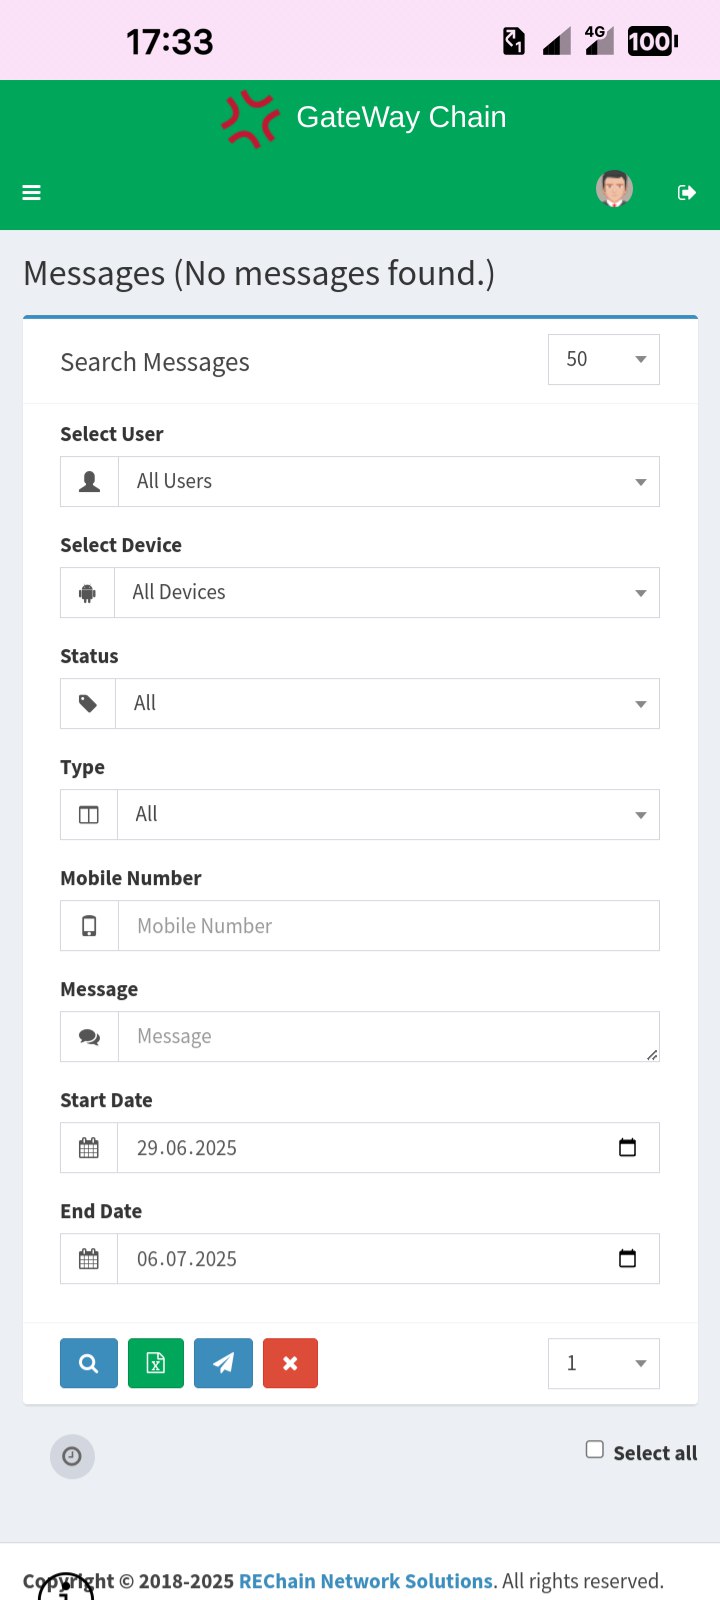 17:33
1
4G
100
GateWay Chain
Messages (No messages found.)
Search Messages
50
Select User
All Users
Select Device
All Devices
Status
All
Type
All
Mobile Number
Mobile Number
Message
Message
Start Date
29.06.2025
End Date
06.07.2025
1
Select all
Copyright © 2018-2025 REChain Network Solutions. All rights reserved.